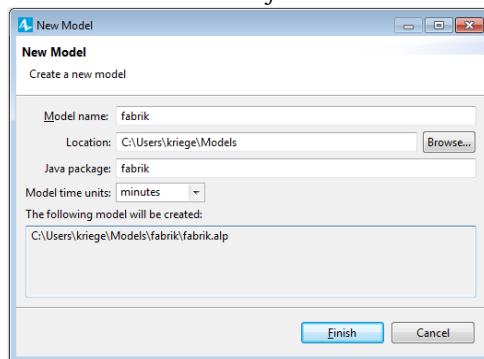 New Model
New Model
Create a new model
Model name: fabrik
Location: C:\Users\kriege\Models Browse...
Java package: fabrik
Model time units: minutes
The following model will be created:
C:\Users\kriege\Models\fabrik\fabrik.alp
Finish Cancel